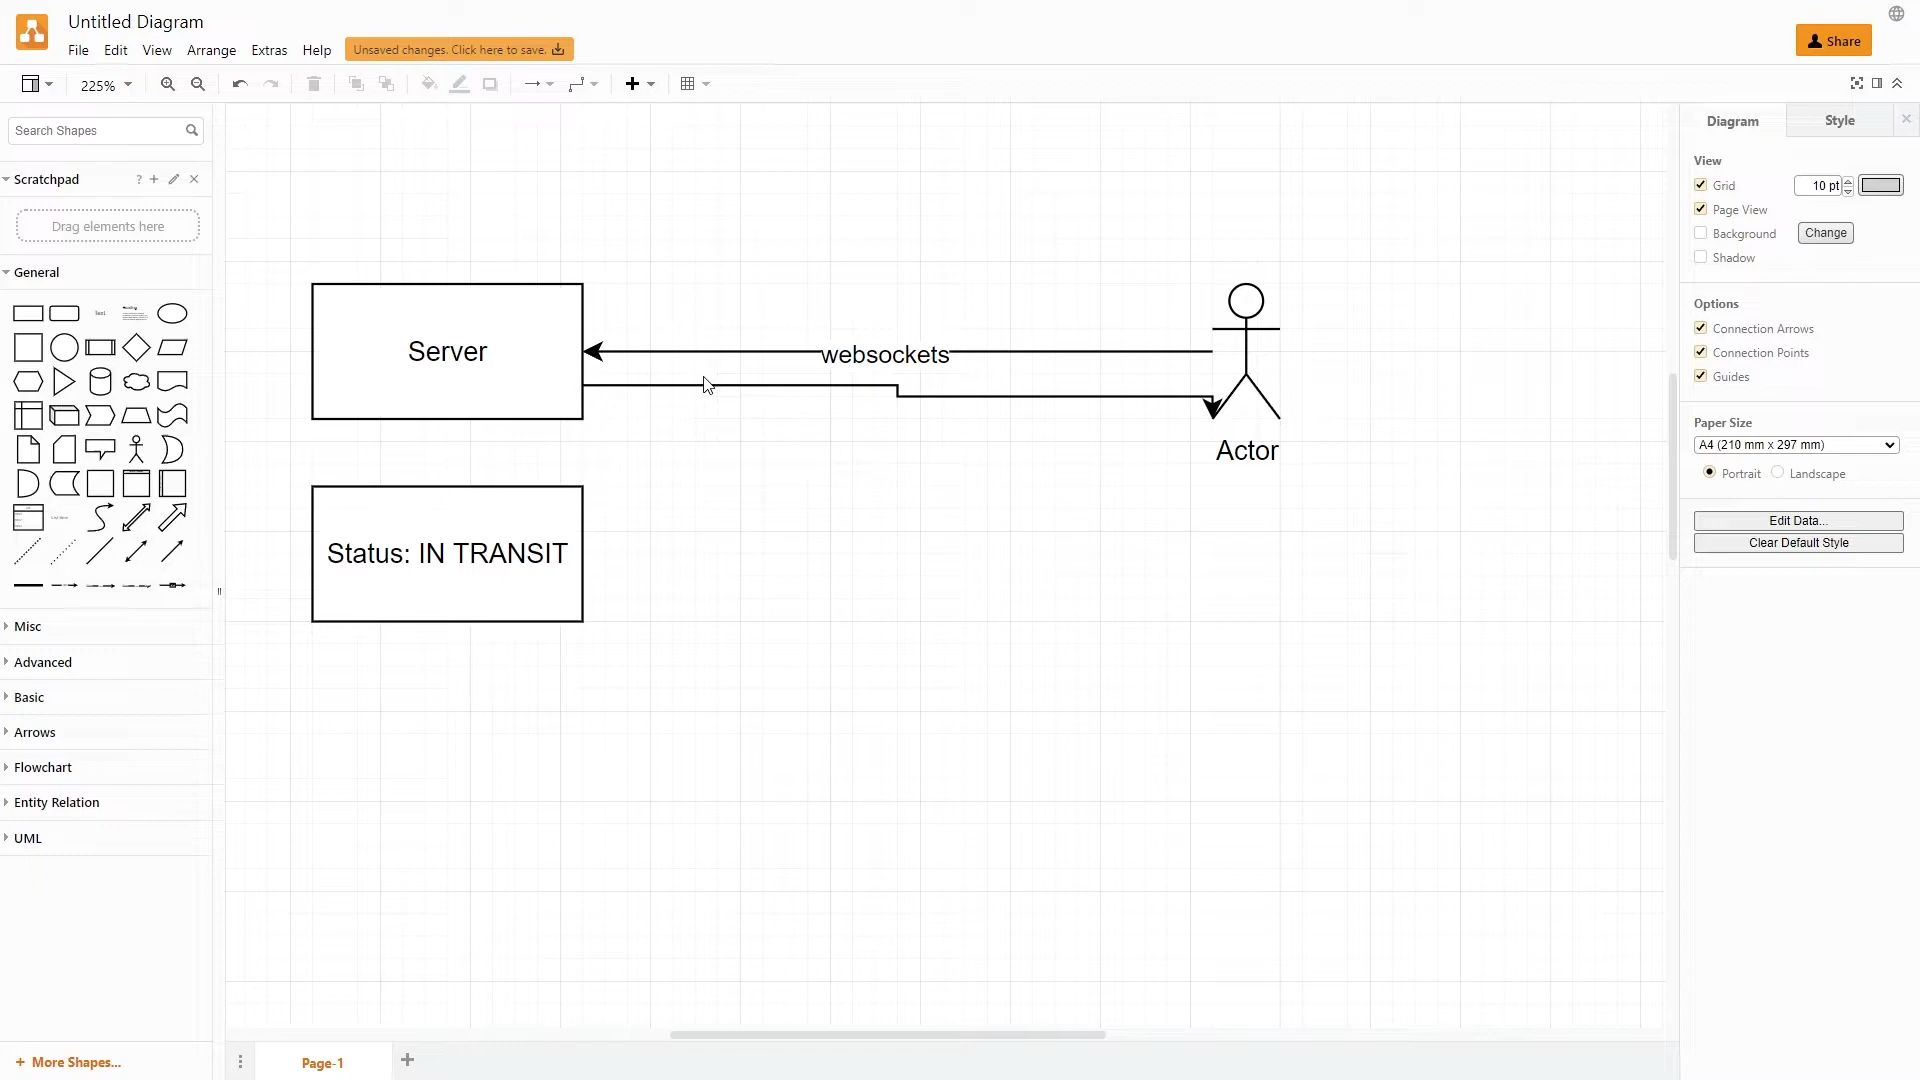 Untitled Diagram
File Edit View Arrange Extras Help Unsaved changes. Click here to save.
Share
225%
Search Shapes
Scratchpad ?
Drag elements here
General
Text
Heading
Misc
Advanced
Basic
Arrows
Flowchart
Entity Relation
UML
+ More Shapes...
Server
websockets
Actor
Status: IN TRANSIT
Page-1
Diagram Style
View
Grid 10 pt
Page View
Background Change
Shadow
Options
Connection Arrows
Connection Points
Guides
Paper Size
A4 (210 mm x 297 mm)
Portrait Landscape
Edit Data...
Clear Default Style